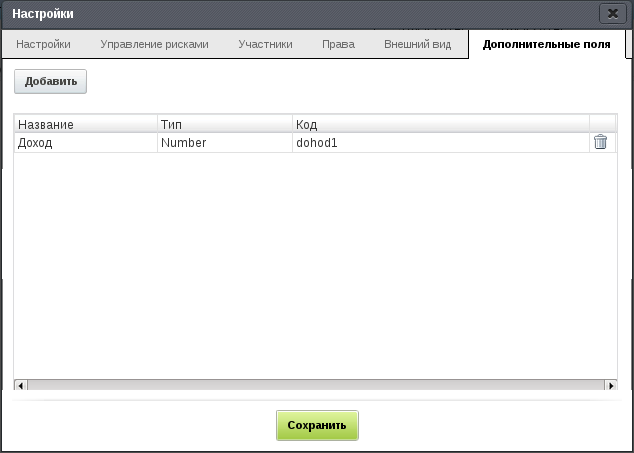 Настройки
Настройки Управление рисками Участники Права Внешний вид Дополнительные поля
Добавить
Название Тип Код
Доход Number dohod1
Сохранить